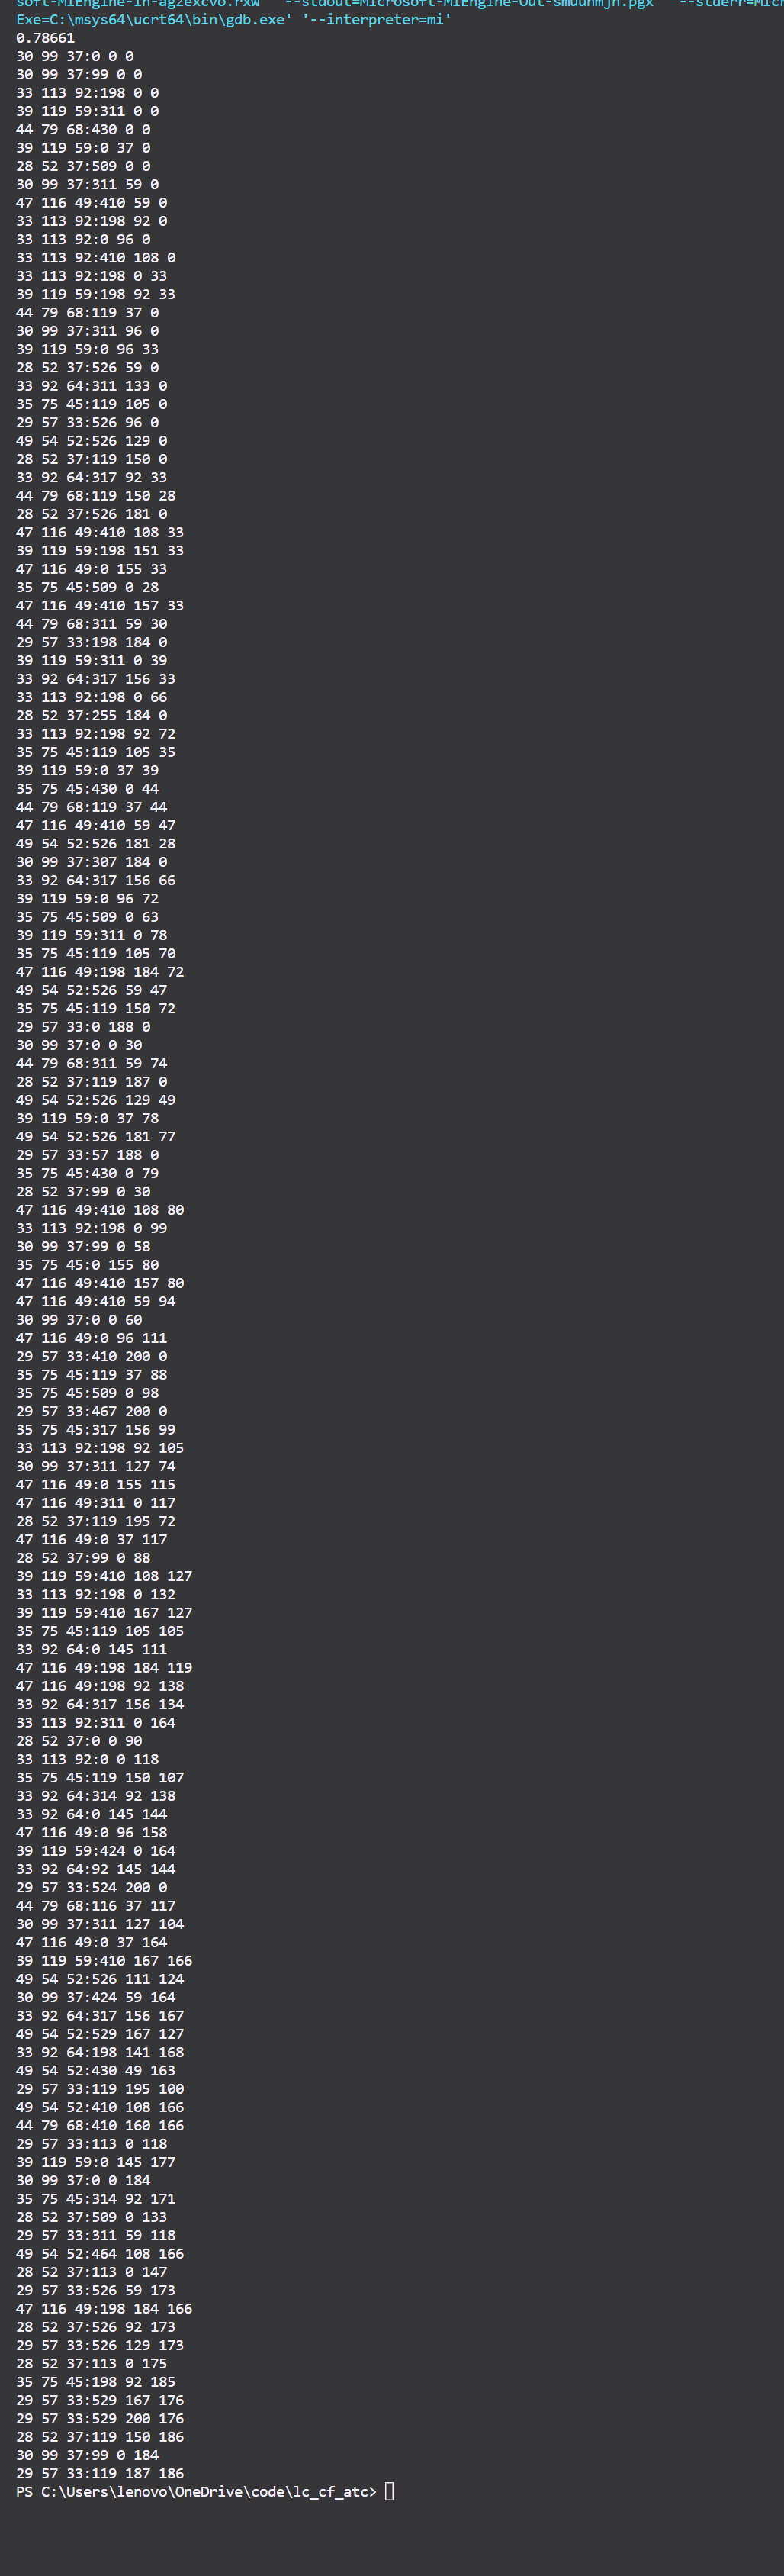 soft-MiEngine-In-agzexcvo.rxw' '--stdout=Microsoft-MiEngine-Out-smuuhmjh.pgx' '--stderr=Micr
Exe=C:\msys64\ucrt64\bin\gdb.exe' '--interpreter=mi'
0.78661
30 99 37:0 0 0
30 99 37:99 0 0
33 113 92:198 0 0
39 119 59:311 0 0
44 79 68:430 0 0
39 119 59:0 37 0
28 52 37:509 0 0
30 99 37:311 59 0
47 116 49:410 59 0
33 113 92:198 92 0
33 113 92:0 96 0
33 113 92:410 108 0
33 113 92:198 0 33
39 119 59:198 92 33
44 79 68:119 37 0
30 99 37:311 96 0
39 119 59:0 96 33
28 52 37:526 59 0
33 92 64:311 133 0
35 75 45:119 105 0
29 57 33:526 96 0
49 54 52:526 129 0
28 52 37:119 150 0
33 92 64:317 92 33
44 79 68:119 150 28
28 52 37:526 181 0
47 116 49:410 108 33
39 119 59:198 151 33
47 116 49:0 155 33
35 75 45:509 0 28
47 116 49:410 157 33
44 79 68:311 59 30
29 57 33:198 184 0
39 119 59:311 0 39
33 92 64:317 156 33
33 113 92:198 0 66
28 52 37:255 184 0
33 113 92:198 92 72
35 75 45:119 105 35
39 119 59:0 37 39
35 75 45:430 0 44
44 79 68:119 37 44
47 116 49:410 59 47
49 54 52:526 181 28
30 99 37:307 184 0
33 92 64:317 156 66
39 119 59:0 96 72
35 75 45:509 0 63
39 119 59:311 0 78
35 75 45:119 105 70
47 116 49:198 184 72
49 54 52:526 59 47
35 75 45:119 150 72
29 57 33:0 188 0
30 99 37:0 0 30
44 79 68:311 59 74
28 52 37:119 187 0
49 54 52:526 129 49
39 119 59:0 37 78
49 54 52:526 181 77
29 57 33:57 188 0
35 75 45:430 0 79
28 52 37:99 0 30
47 116 49:410 108 80
33 113 92:198 0 99
30 99 37:99 0 58
35 75 45:0 155 80
47 116 49:410 157 80
47 116 49:410 59 94
30 99 37:0 0 60
47 116 49:0 96 111
29 57 33:410 200 0
35 75 45:119 37 88
35 75 45:509 0 98
29 57 33:467 200 0
35 75 45:317 156 99
33 113 92:198 92 105
30 99 37:311 127 74
47 116 49:0 155 115
47 116 49:311 0 117
28 52 37:119 195 72
47 116 49:0 37 117
28 52 37:99 0 88
39 119 59:410 108 127
33 113 92:198 0 132
39 119 59:410 167 127
35 75 45:119 105 105
33 92 64:0 145 111
47 116 49:198 184 119
47 116 49:198 92 138
33 92 64:317 156 134
33 113 92:311 0 164
28 52 37:0 0 90
33 113 92:0 0 118
35 75 45:119 150 107
33 92 64:314 92 138
33 92 64:0 145 144
47 116 49:0 96 158
39 119 59:424 0 164
33 92 64:92 145 144
29 57 33:524 200 0
44 79 68:116 37 117
30 99 37:311 127 104
47 116 49:0 37 164
39 119 59:410 167 166
49 54 52:526 111 124
30 99 37:424 59 164
33 92 64:317 156 167
49 54 52:529 167 127
33 92 64:198 141 168
49 54 52:430 49 163
29 57 33:119 195 100
49 54 52:410 108 166
44 79 68:410 160 166
29 57 33:113 0 118
39 119 59:0 145 177
30 99 37:0 0 184
35 75 45:314 92 171
28 52 37:509 0 133
29 57 33:311 59 118
49 54 52:464 108 166
28 52 37:113 0 147
29 57 33:526 59 173
47 116 49:198 184 166
28 52 37:526 92 173
29 57 33:526 129 173
28 52 37:113 0 175
35 75 45:198 92 185
29 57 33:529 167 176
29 57 33:529 200 176
28 52 37:119 150 186
30 99 37:99 0 184
29 57 33:119 187 186
PS C:\Users\lenovo\OneDrive\code\lc_cf_atc>